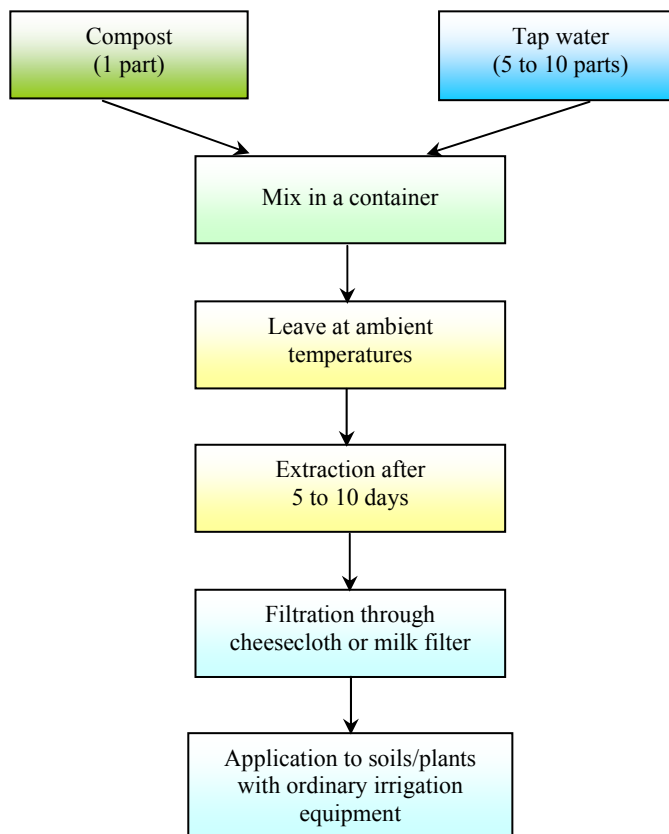 Compost
(1 part)
Tap water
(5 to 10 parts)
Mix in a container
Leave at ambient
temperatures
Extraction after
5 to 10 days
Filtration through
cheesecloth or milk filter
Application to soils/plants
with ordinary irrigation
equipment